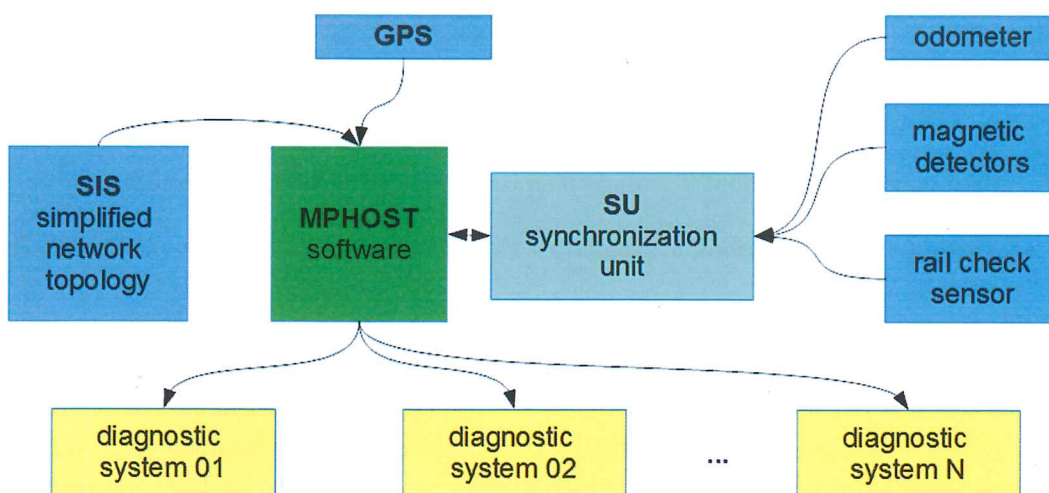 GPS
odometer
magnetic
detectors
SIS
simplified
network
topology
MPHOST
software
SU
synchronization
unit
rail check
sensor
diagnostic
system 01
diagnostic
system 02
...
diagnostic
system N